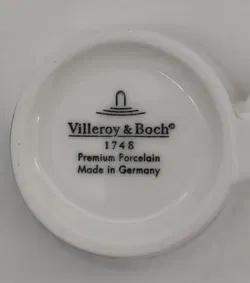 Villeroy & Boch©
1748
Premium Porcelain
Made in Germany